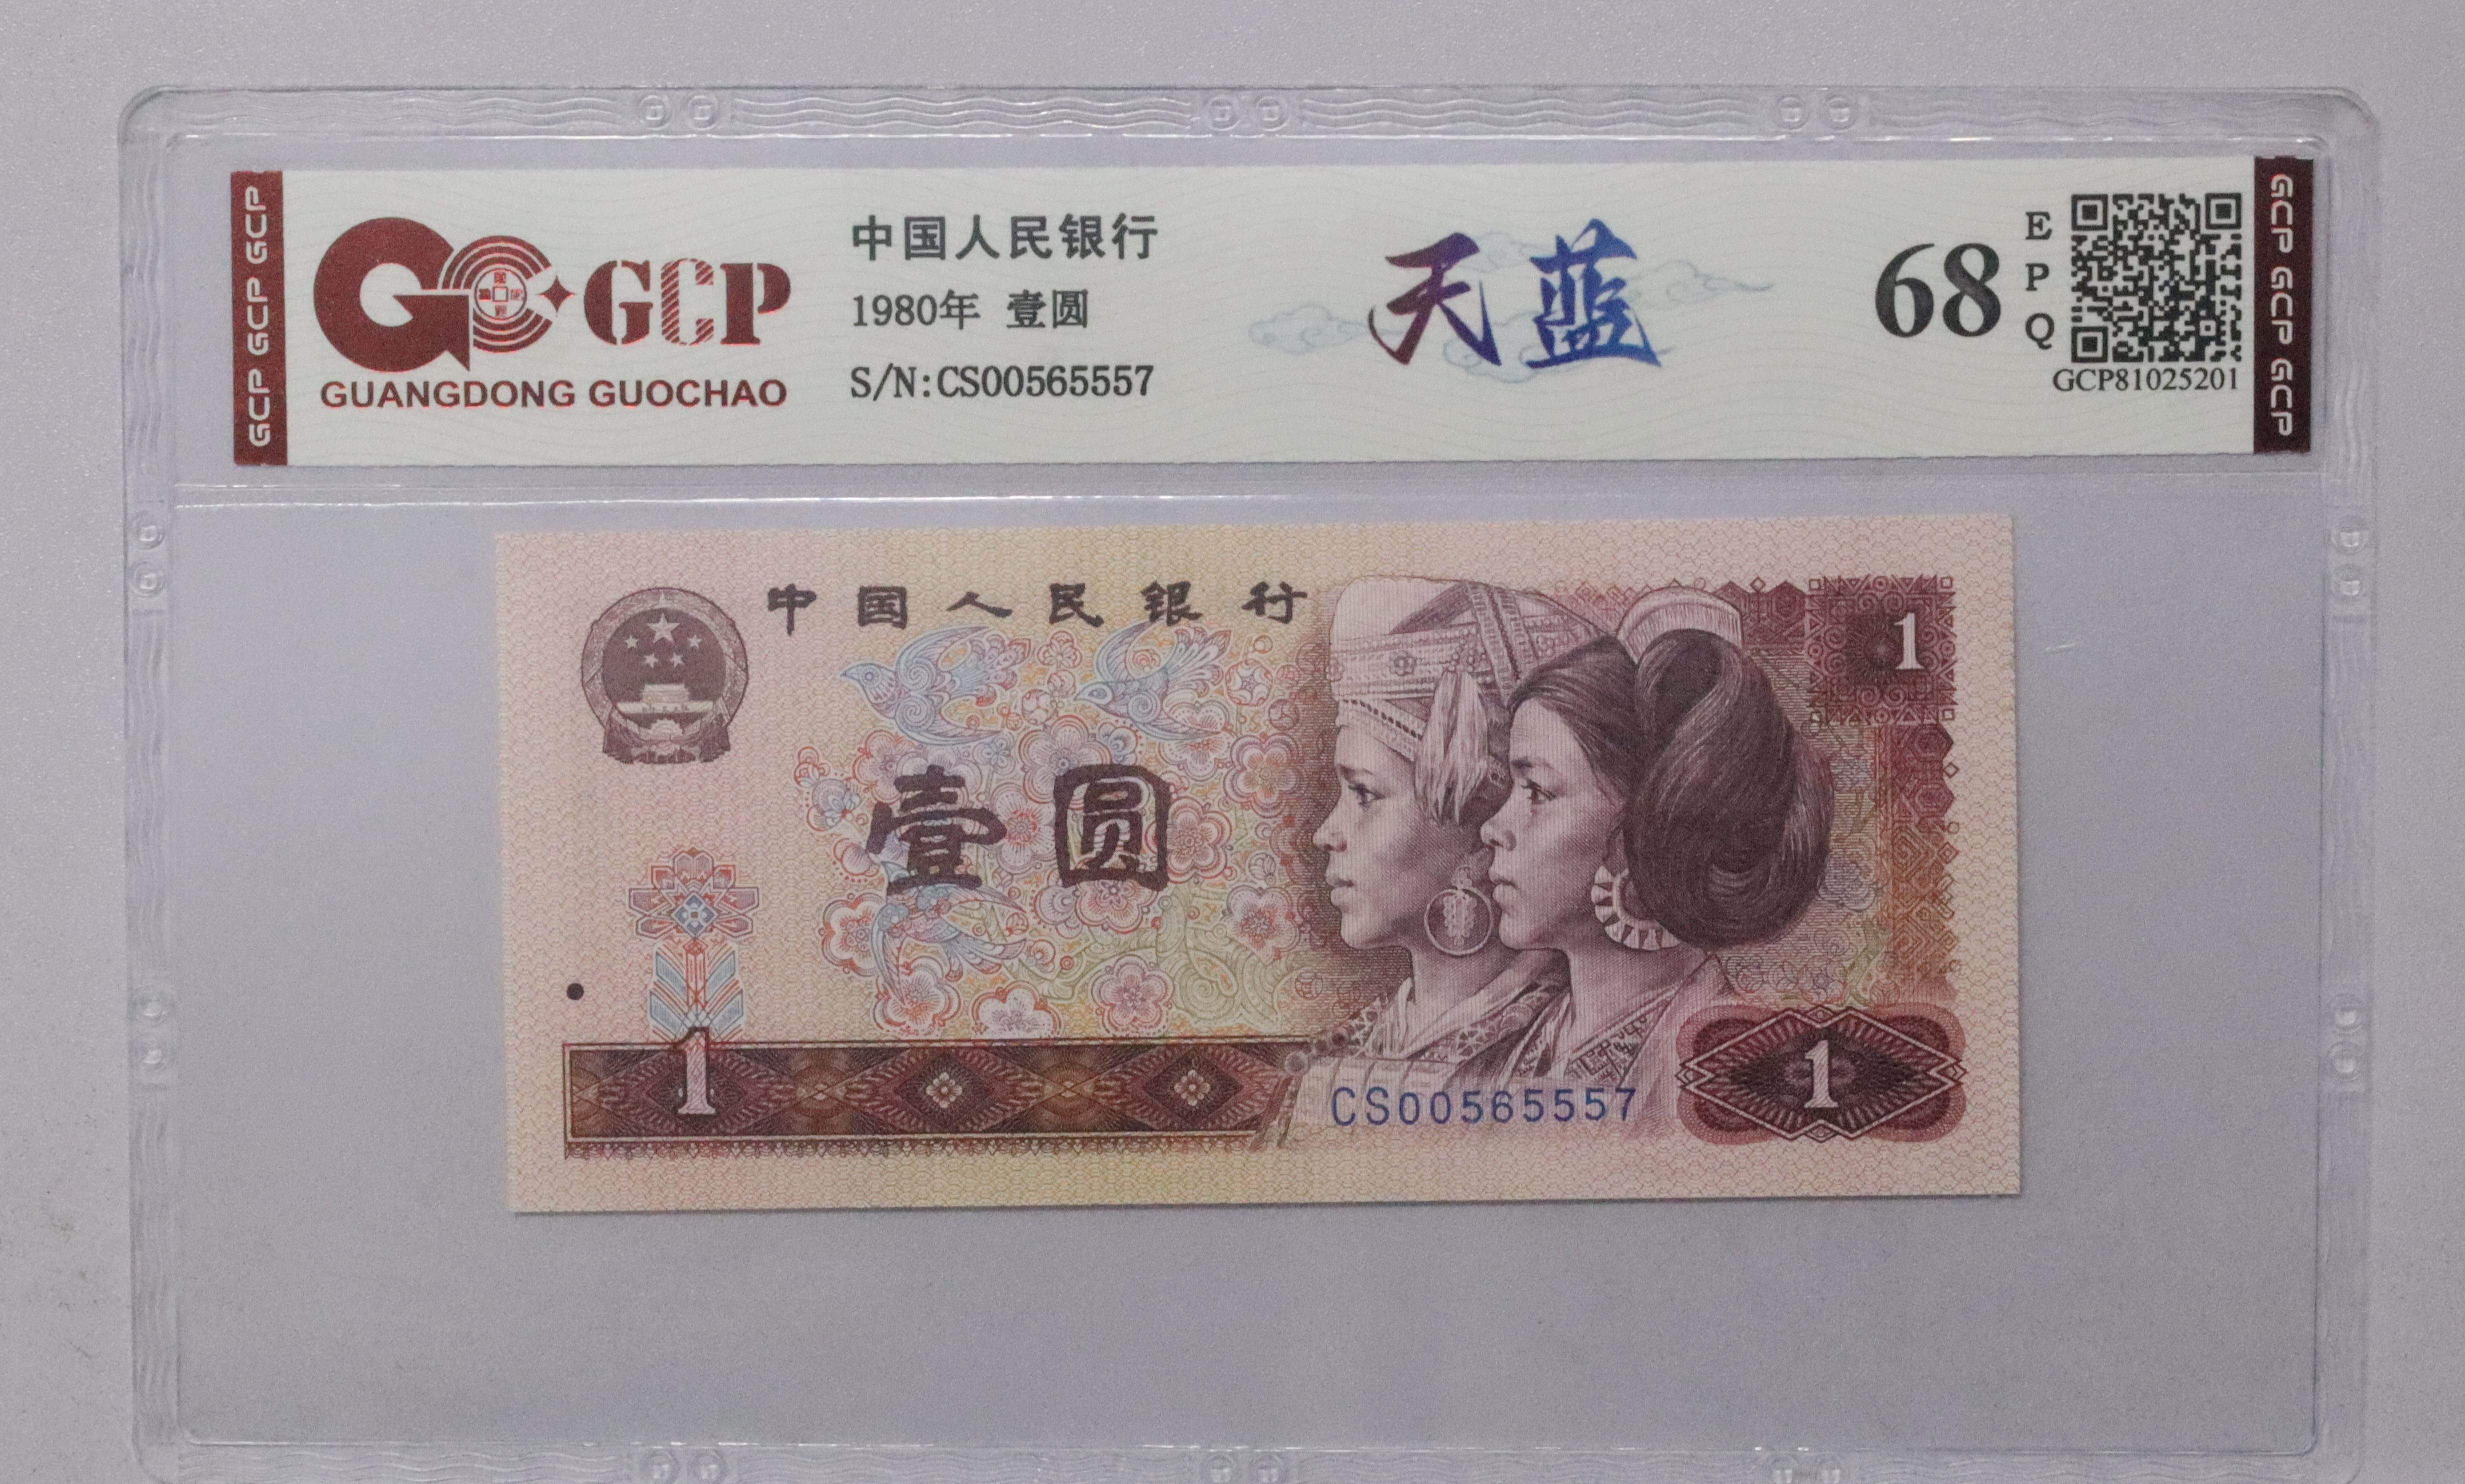 GCP GCP GCP
GCP
GUANGDONG GUOCHAO
中国人民银行
1980年 壹圆
S/N:CS00565557
天蓝
68
EPQ
GCP81025201
GCP GCP GCP
中国人民银行
1
壹圆
1
CS00565557
1